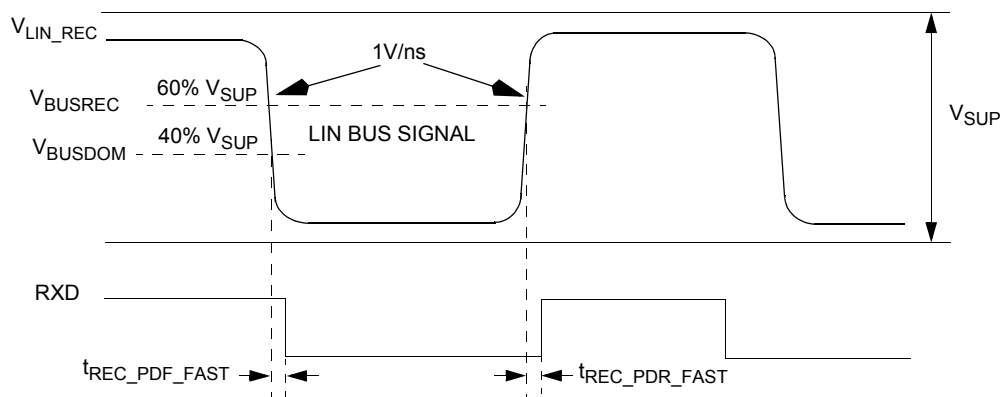 V_LIN_REC
1V/ns
60% V_SUP
V_BUSREC
V_SUP
40% V_SUP
LIN BUS SIGNAL
V_BUSDOM
RXD
t_REC_PDF_FAST
t_REC_PDR_FAST